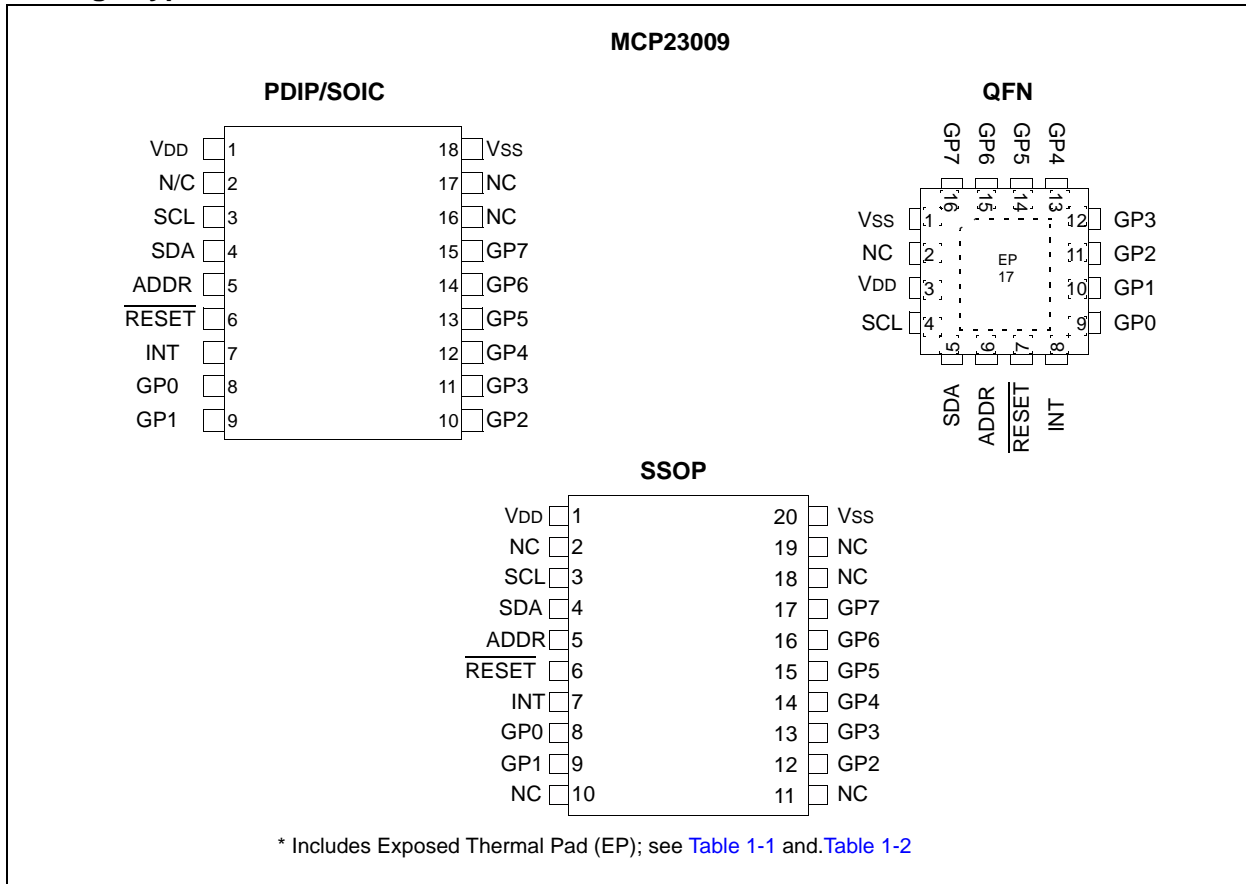 MCP23009
PDIP/SOIC
VDD 1 18 VSS
N/C 2 17 NC
SCL 3 16 NC
SDA 4 15 GP7
ADDR 5 14 GP6
RESET 6 13 GP5
INT 7 12 GP4
GP0 8 11 GP3
GP1 9 10 GP2
QFN
GP7 GP6 GP5 GP4
16 15 14 13
VSS 1 12 GP3
NC 2 11 GP2
VDD 3 10 GP1
SCL 4 9 GP0
EP
17
5 6 7 8
SDA ADDR RESET INT
SSOP
VDD 1 20 VSS
NC 2 19 NC
SCL 3 18 NC
SDA 4 17 GP7
ADDR 5 16 GP6
RESET 6 15 GP5
INT 7 14 GP4
GP0 8 13 GP3
GP1 9 12 GP2
NC 10 11 NC
* Includes Exposed Thermal Pad (EP); see Table 1-1 and.Table 1-2